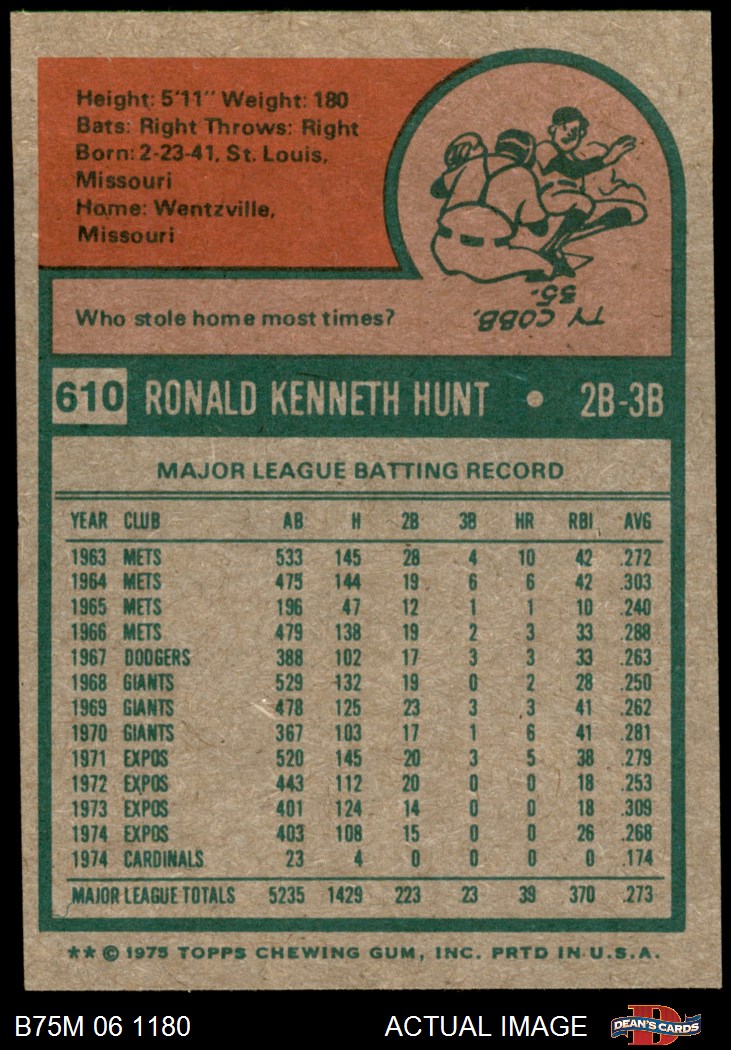 Height: 5'11" Weight: 180
Bats: Right Throws: Right
Born: 2-23-41, St. Louis,
Missouri
Home: Wentzville,
Missouri
Who stole home most times?
TY COBB,
35.
610 RONALD KENNETH HUNT • 2B-3B
MAJOR LEAGUE BATTING RECORD
YEAR CLUB AB H 2B 3B HR RBI AVG
1963 METS 533 145 28 4 10 42 .272
1964 METS 475 144 19 6 6 42 .303
1965 METS 196 47 12 1 1 10 .240
1966 METS 479 138 19 2 3 33 .288
1967 DODGERS 388 102 17 3 3 33 .263
1968 GIANTS 529 132 19 0 2 28 .250
1969 GIANTS 478 125 23 3 3 41 .262
1970 GIANTS 367 103 17 1 6 41 .281
1971 EXPOS 520 145 20 3 5 38 .279
1972 EXPOS 443 112 20 0 0 18 .253
1973 EXPOS 401 124 14 0 0 18 .309
1974 EXPOS 403 108 15 0 0 26 .268
1974 CARDINALS 23 4 0 0 0 0 .174
MAJOR LEAGUE TOTALS 5235 1429 223 23 39 370 .273
** © 1975 TOPPS CHEWING GUM, INC. PRTD IN U.S.A.
B75M 06 1180 ACTUAL IMAGE D DEAN'S CARDS